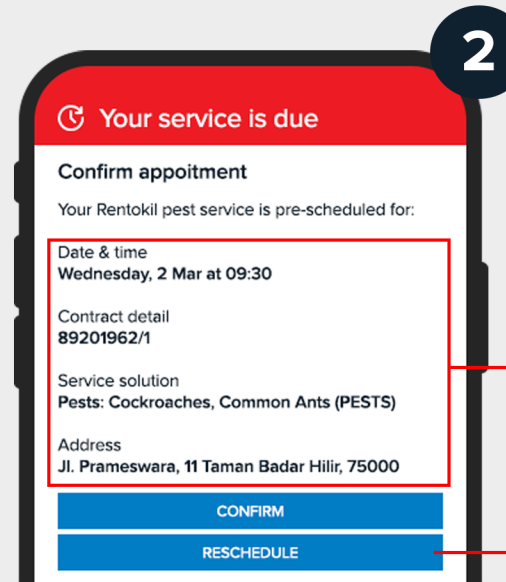 2
Your service is due
Confirm appoitment
Your Rentokil pest service is pre-scheduled for:
Date & time
Wednesday, 2 Mar at 09:30
Contract detail
89201962/1
Service solution
Pests: Cockroaches, Common Ants (PESTS)
Address
Jl. Prameswara, 11 Taman Badar Hilir, 75000
CONFIRM
RESCHEDULE